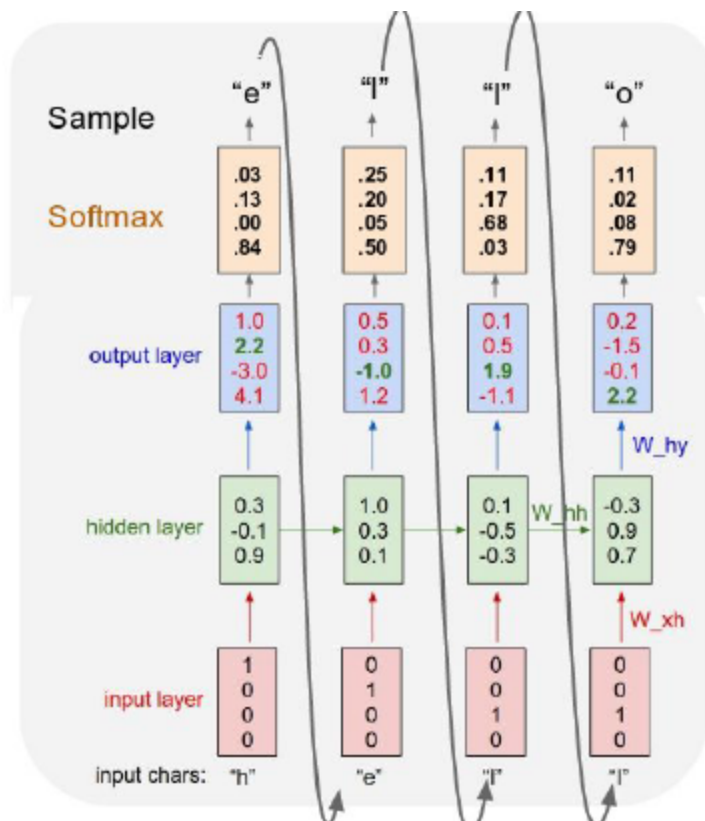 Sample
“e” “l” “l” “o”
Softmax
.03 .25 .11 .11
.13 .20 .17 .02
.00 .05 .68 .08
.84 .50 .03 .79
output layer
1.0 0.5 0.1 0.2
2.2 0.3 0.5 -1.5
-3.0 -1.0 1.9 -0.1
4.1 1.2 -1.1 2.2
W_hy
hidden layer
0.3 1.0 0.1 -0.3
-0.1 0.3 -0.5 0.9
0.9 0.1 -0.3 0.7
W_hh
W_xh
input layer
1 0 0 0
0 1 0 0
0 0 1 1
0 0 0 0
input chars: “h” “e” “l” “l”